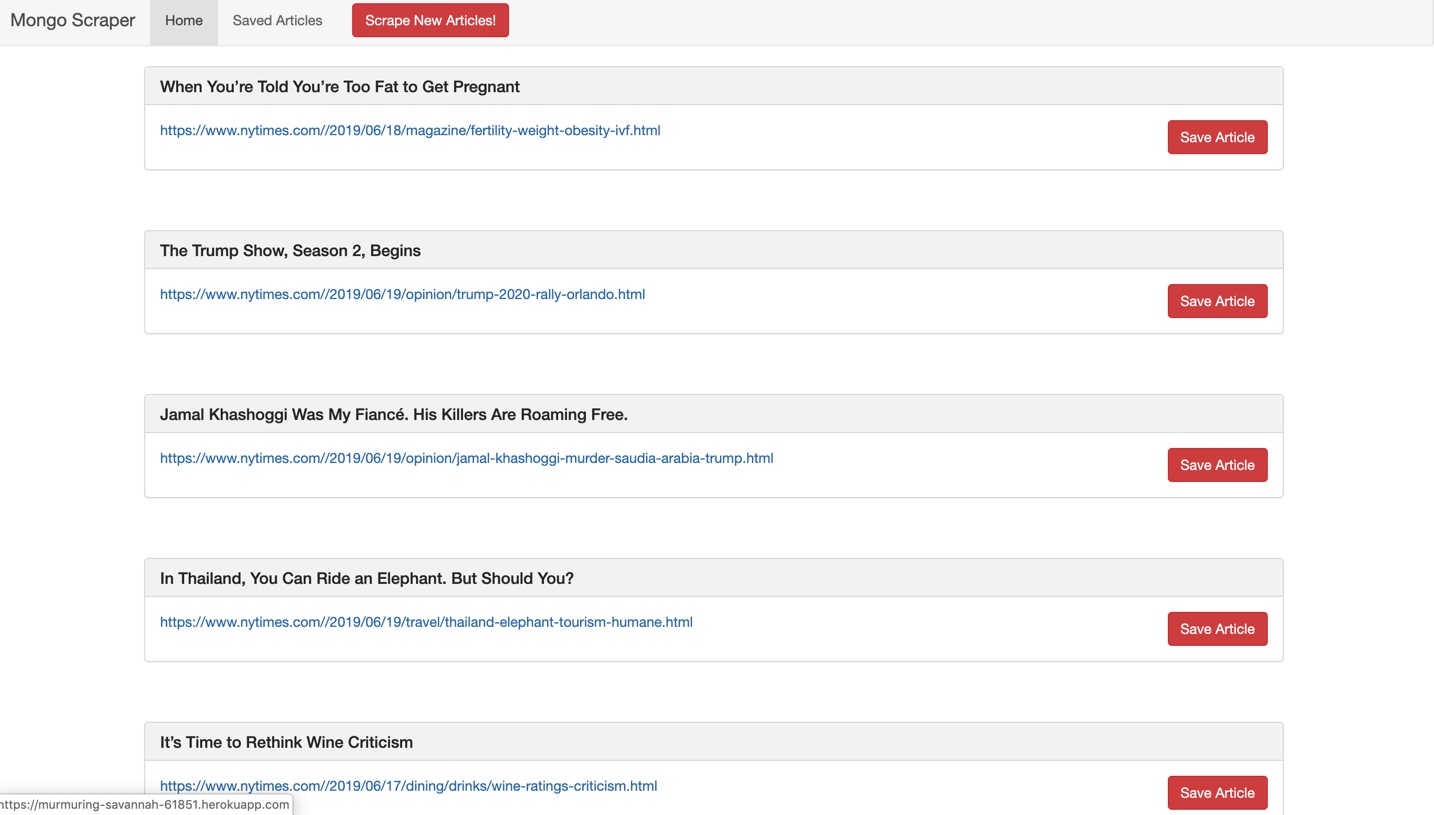 Mongo Scraper Home Saved Articles Scrape New Articles!
When You’re Told You’re Too Fat to Get Pregnant
https://www.nytimes.com//2019/06/18/magazine/fertility-weight-obesity-ivf.html
Save Article
The Trump Show, Season 2, Begins
https://www.nytimes.com//2019/06/19/opinion/trump-2020-rally-orlando.html
Save Article
Jamal Khashoggi Was My Fiancé. His Killers Are Roaming Free.
https://www.nytimes.com//2019/06/19/opinion/jamal-khashoggi-murder-saudia-arabia-trump.html
Save Article
In Thailand, You Can Ride an Elephant. But Should You?
https://www.nytimes.com//2019/06/19/travel/thailand-elephant-tourism-humane.html
Save Article
It’s Time to Rethink Wine Criticism
https://www.nytimes.com//2019/06/17/dining/drinks/wine-ratings-criticism.html
Save Article
https://murmuring-savannah-61851.herokuapp.com